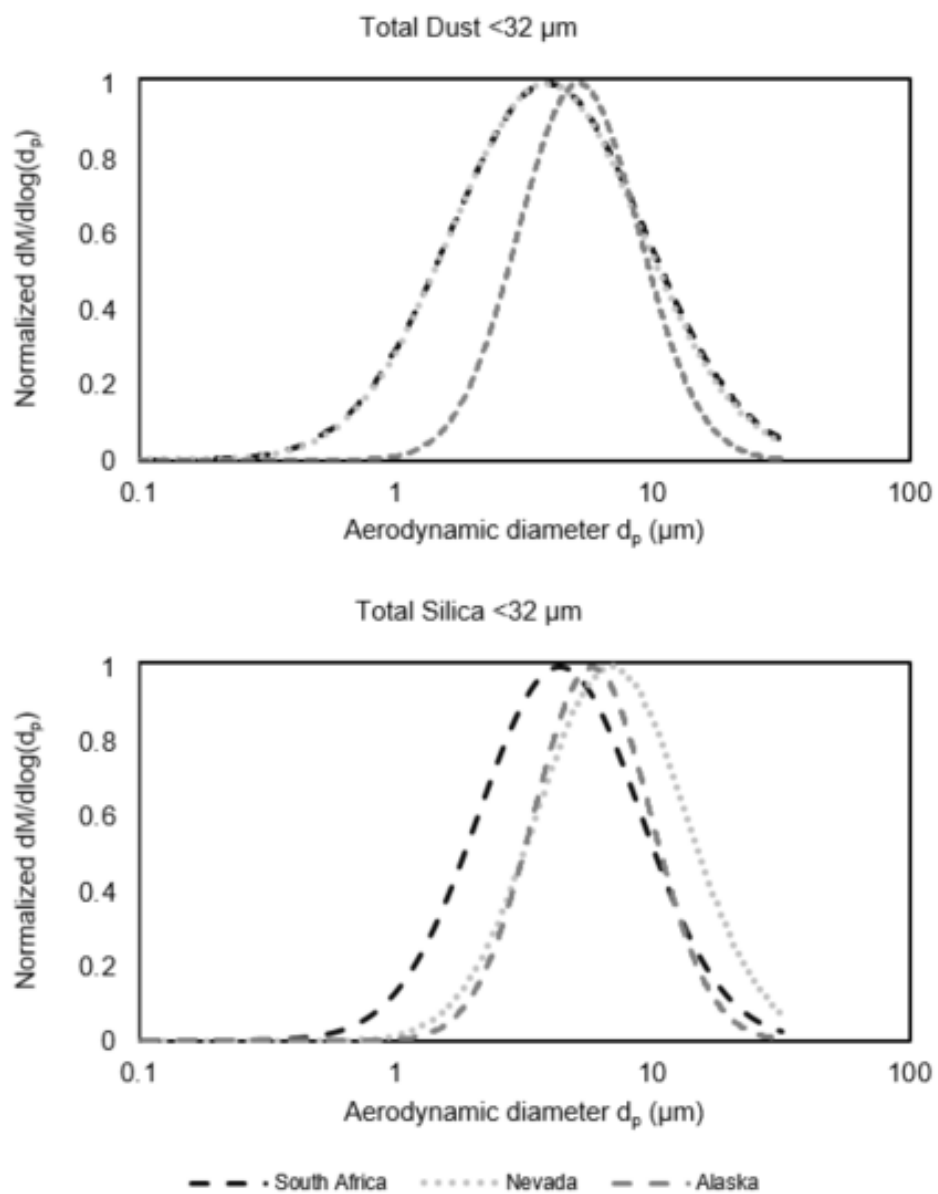 Total Dust <32 µm
Normalized dM/dlog(dₚ)
1
0.8
0.6
0.4
0.2
0
0.1 1 10 100
Aerodynamic diameter dₚ (µm)
Total Silica <32 µm
Normalized dM/dlog(dₚ)
1
0.8
0.6
0.4
0.2
0
0.1 1 10 100
Aerodynamic diameter dₚ (µm)
South Africa Nevada Alaska